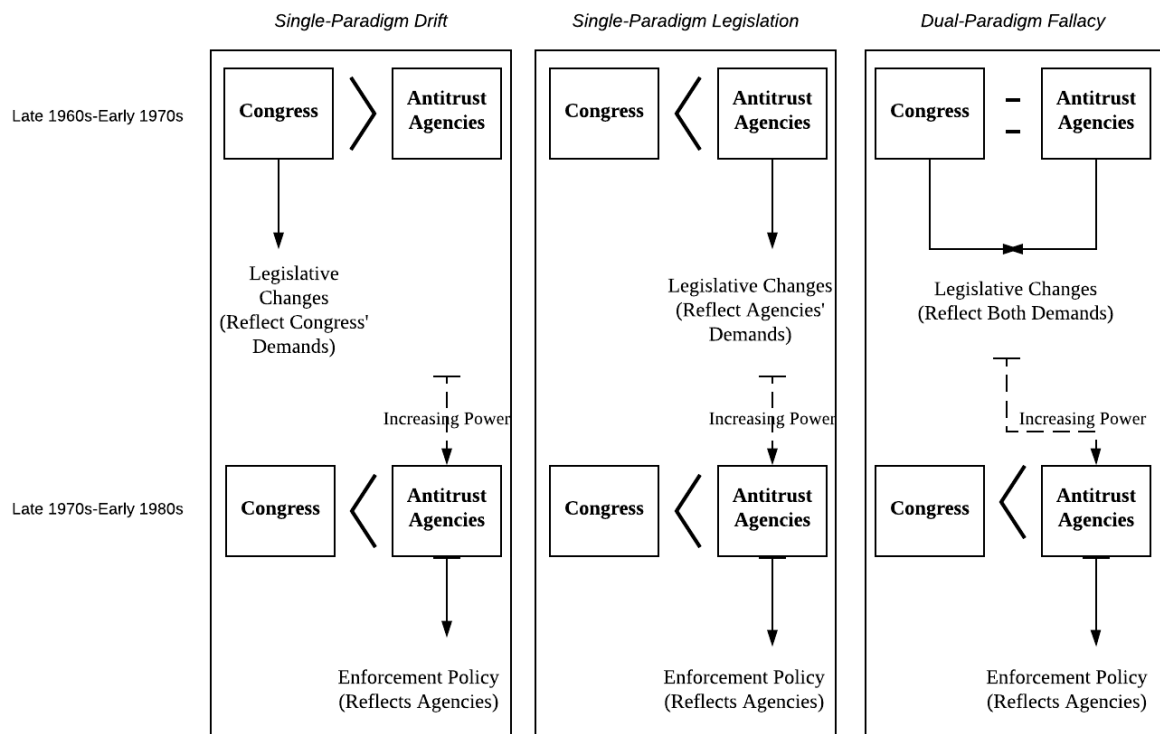 Single-Paradigm Drift
Single-Paradigm Legislation
Dual-Paradigm Fallacy
Late 1960s-Early 1970s
Congress
Antitrust
Agencies
Congress
Antitrust
Agencies
Congress
Antitrust
Agencies
Legislative
Changes
(Reflect Congress'
Demands)
Legislative Changes
(Reflect Agencies'
Demands)
Legislative Changes
(Reflect Both Demands)
Increasing Power
Increasing Power
Increasing Power
Late 1970s-Early 1980s
Congress
Antitrust
Agencies
Congress
Antitrust
Agencies
Congress
Antitrust
Agencies
Enforcement Policy
(Reflects Agencies)
Enforcement Policy
(Reflects Agencies)
Enforcement Policy
(Reflects Agencies)